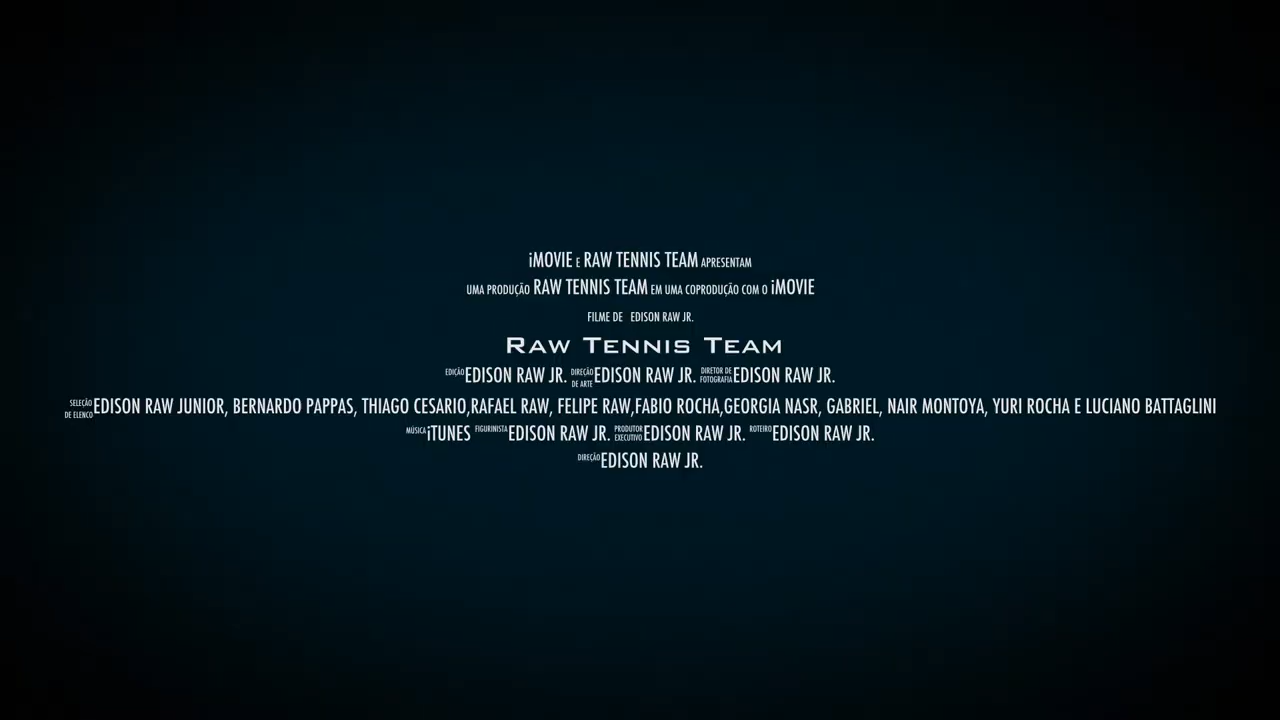 iMOVIE E RAW TENNIS TEAM APRESENTAM
UMA PRODUÇÃO RAW TENNIS TEAM EM UMA COPRODUÇÃO COM O iMOVIE
FILME DE EDISON RAW JR.
RAW TENNIS TEAM
EDIÇÃO EDISON RAW JR. DIREÇÃO DE ARTE EDISON RAW JR. DIRETOR DE FOTOGRAFIA EDISON RAW JR.
SELEÇÃO DE ELENCO EDISON RAW JUNIOR, BERNARDO PAPPAS, THIAGO CESARIO,RAFAEL RAW, FELIPE RAW,FABIO ROCHA,GEORGIA NASR, GABRIEL, NAIR MONTOYA, YURI ROCHA E LUCIANO BATTAGLINI
MÚSICA iTUNES FIGURINISTA EDISON RAW JR. PRODUTOR EXECUTIVO EDISON RAW JR. ROTEIRO EDISON RAW JR.
DIREÇÃO EDISON RAW JR.